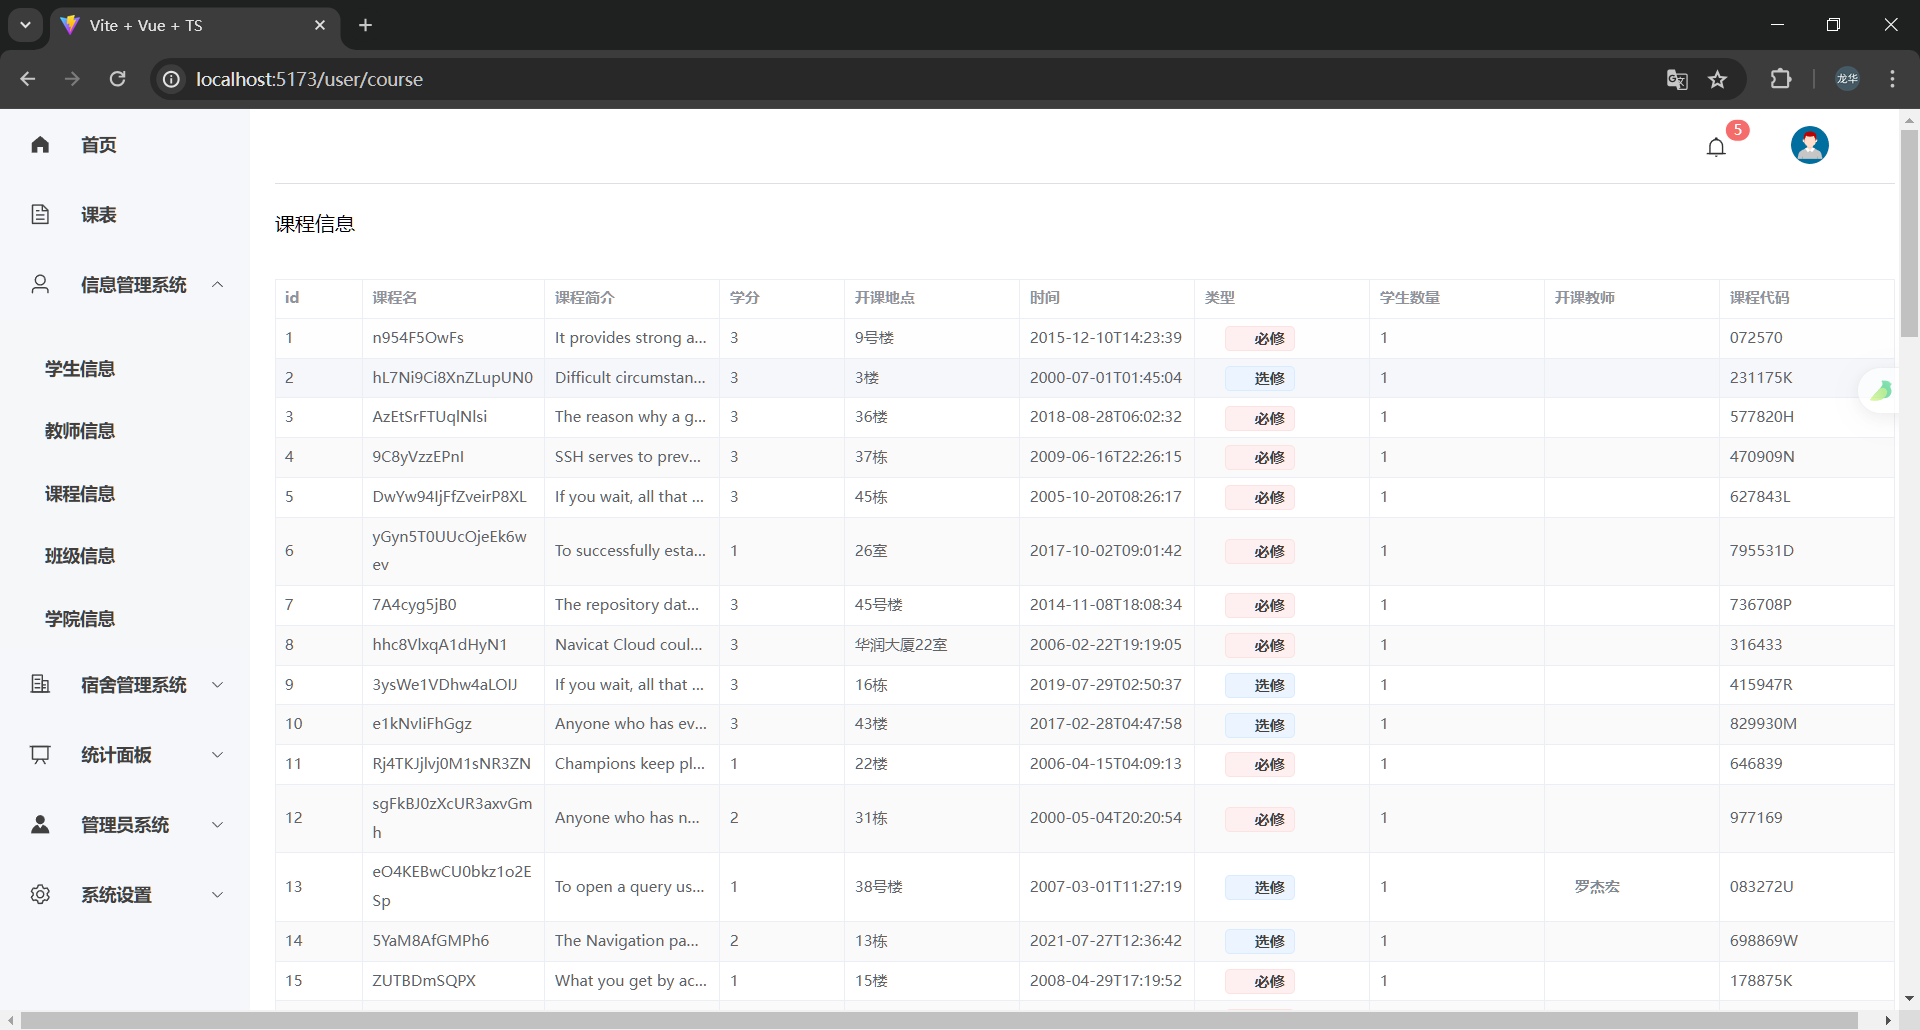 Vite + Vue + TS
localhost:5173/user/course
龙华
首页
课表
信息管理系统
学生信息
教师信息
课程信息
班级信息
学院信息
宿舍管理系统
统计面板
管理员系统
系统设置
5
课程信息
id 课程名 课程简介 学分 开课地点 时间 类型 学生数量 开课教师 课程代码
1 n954F5OwFs It provides strong a... 3 9号楼 2015-12-10T14:23:39 必修 1 072570
2 hL7Ni9Ci8XnZLupUN0 Difficult circumstan... 3 3楼 2000-07-01T01:45:04 选修 1 231175K
3 AzEtSrFTUqlNlsi The reason why a g... 3 36楼 2018-08-28T06:02:32 必修 1 577820H
4 9C8yVzzEPnI SSH serves to prev... 3 37栋 2009-06-16T22:26:15 必修 1 470909N
5 DwYw94IjFfZveirP8XL If you wait, all that ... 3 45栋 2005-10-20T08:26:17 必修 1 627843L
6 yGyn5T0UUcOjeEk6w To successfully esta... 1 26室 2017-10-02T09:01:42 必修 1 795531D
ev
7 7A4cyg5jB0 The repository dat... 3 45号楼 2014-11-08T18:08:34 必修 1 736708P
8 hhc8VlxqA1dHyN1 Navicat Cloud coul... 3 华润大厦22室 2006-02-22T19:19:05 必修 1 316433
9 3ysWe1VDhw4aLOIJ If you wait, all that ... 3 16栋 2019-07-29T02:50:37 选修 1 415947R
10 e1kNvIiFhGgz Anyone who has ev... 3 43楼 2017-02-28T04:47:58 选修 1 829930M
11 Rj4TKJjlvj0M1sNR3ZN Champions keep pl... 1 22楼 2006-04-15T04:09:13 必修 1 646839
12 sgFkBJ0zXcUR3axvGm Anyone who has n... 2 31栋 2000-05-04T20:20:54 必修 1 977169
h
13 eO4KEBwCU0bkz1o2E To open a query us... 1 38号楼 2007-03-01T11:27:19 选修 1 罗杰宏 083272U
Sp
14 5YaM8AfGMPh6 The Navigation pa... 2 13栋 2021-07-27T12:36:42 选修 1 698869W
15 ZUTBDmSQPX What you get by ac... 1 15楼 2008-04-29T17:19:52 必修 1 178875K